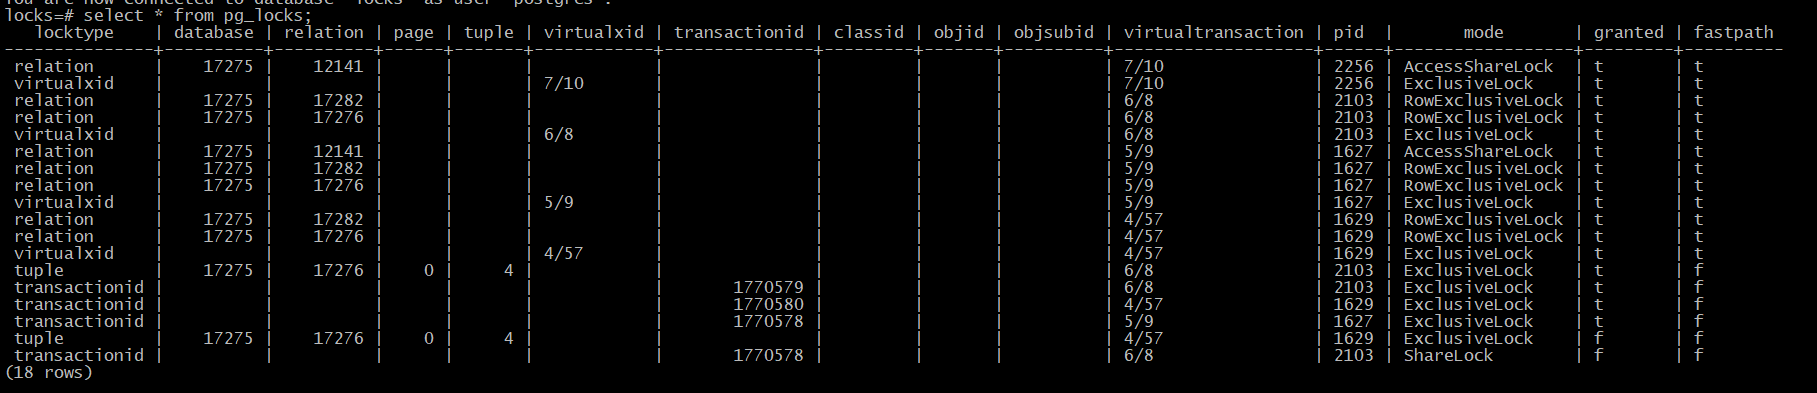 You are now connected to database "locks" as user "postgres".
locks=# select * from pg_locks;
   locktype    | database | relation | page | tuple | virtualxid | transactionid | classid | objid | objsubid | virtualtransaction | pid  |       mode       | granted | fastpath
---------------+----------+----------+------+-------+------------+---------------+---------+-------+----------+--------------------+------+------------------+---------+----------
 relation      |    17275 |    12141 |      |       |            |               |         |       |          | 7/10               | 2256 | AccessShareLock  | t       | t
 virtualxid    |          |          |      |       | 7/10       |               |         |       |          | 7/10               | 2256 | ExclusiveLock    | t       | t
 relation      |    17275 |    17282 |      |       |            |               |         |       |          | 6/8                | 2103 | RowExclusiveLock | t       | t
 relation      |    17275 |    17276 |      |       |            |               |         |       |          | 6/8                | 2103 | RowExclusiveLock | t       | t
 virtualxid    |          |          |      |       | 6/8        |               |         |       |          | 6/8                | 2103 | ExclusiveLock    | t       | t
 relation      |    17275 |    12141 |      |       |            |               |         |       |          | 5/9                | 1627 | AccessShareLock  | t       | t
 relation      |    17275 |    17282 |      |       |            |               |         |       |          | 5/9                | 1627 | RowExclusiveLock | t       | t
 relation      |    17275 |    17276 |      |       |            |               |         |       |          | 5/9                | 1627 | RowExclusiveLock | t       | t
 virtualxid    |          |          |      |       | 5/9        |               |         |       |          | 5/9                | 1627 | ExclusiveLock    | t       | t
 relation      |    17275 |    17282 |      |       |            |               |         |       |          | 4/57               | 1629 | RowExclusiveLock | t       | t
 relation      |    17275 |    17276 |      |       |            |               |         |       |          | 4/57               | 1629 | RowExclusiveLock | t       | t
 virtualxid    |          |          |      |       | 4/57       |               |         |       |          | 4/57               | 1629 | ExclusiveLock    | t       | t
 tuple         |    17275 |    17276 |    0 |     4 |            |               |         |       |          | 6/8                | 2103 | ExclusiveLock    | t       | f
 transactionid |          |          |      |       |            |       1770579 |         |       |          | 6/8                | 2103 | ExclusiveLock    | t       | f
 transactionid |          |          |      |       |            |       1770580 |         |       |          | 4/57               | 1629 | ExclusiveLock    | t       | f
 transactionid |          |          |      |       |            |       1770578 |         |       |          | 5/9                | 1627 | ExclusiveLock    | t       | f
 tuple         |    17275 |    17276 |    0 |     4 |            |               |         |       |          | 4/57               | 1629 | ExclusiveLock    | f       | f
 transactionid |          |          |      |       |            |       1770578 |         |       |          | 6/8                | 2103 | ShareLock        | f       | f
(18 rows)